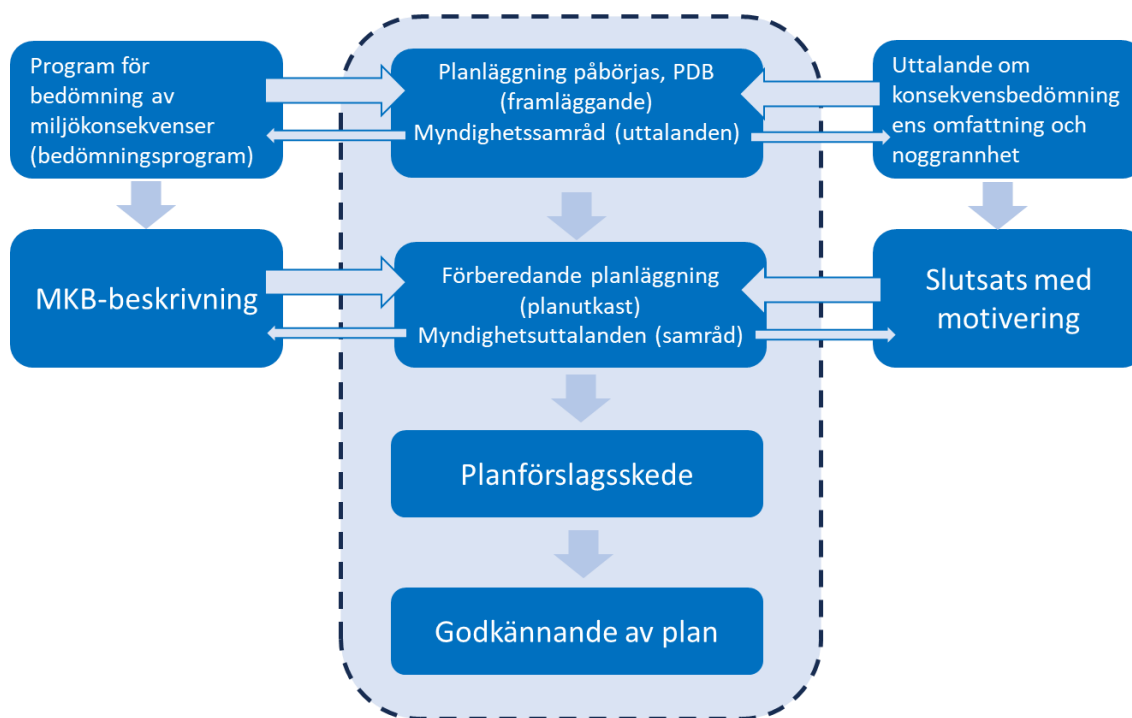 Program för
bedömning av
miljökonsekvenser
(bedömningsprogram)
Planläggning påbörjas, PDB
(framläggande)
Myndighetssamråd (uttalanden)
Uttalande om
konsekvensbedömning
ens omfattning och
noggrannhet
MKB-beskrivning
Förberedande planläggning
(planutkast)
Myndighetsuttalanden (samråd)
Slutsats med
motivering
Planförslagsskede
Godkännande av plan